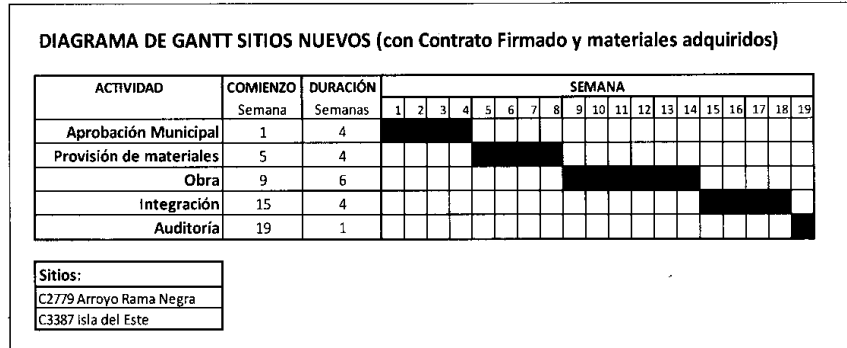 DIAGRAMA DE GANTT SITIOS NUEVOS (con Contrato Firmado y materiales adquiridos)
ACTIVIDAD COMIENZO DURACIÓN SEMANA
Semana Semanas 1 2 3 4 5 6 7 8 9 10 11 12 13 14 15 16 17 18 19
Aprobación Municipal 1 4
Provisión de materiales 5 4
Obra 9 6
Integración 15 4
Auditoría 19 1
Sitios:
C2779 Arroyo Rama Negra
C3387 isla del Este